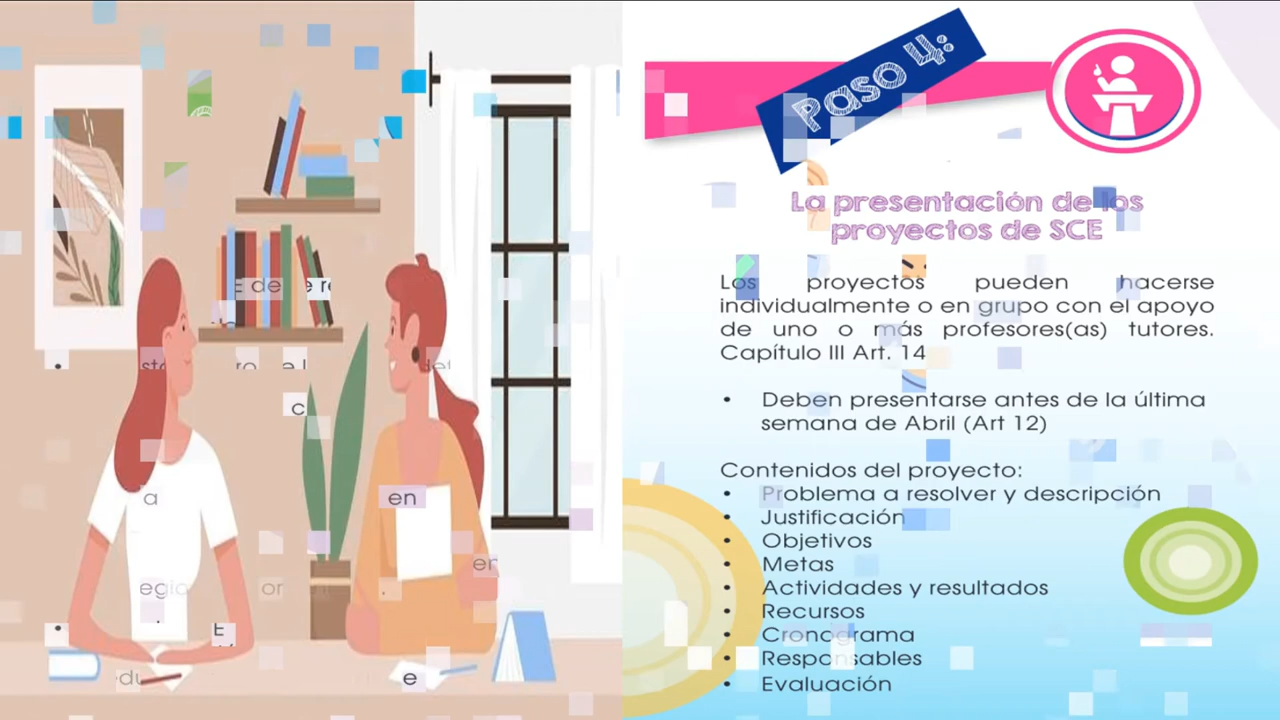 Paso 4:
La presentación de los
proyectos de SCE
Los proyectos pueden hacerse
individualmente o en grupo con el apoyo
de uno o más profesores(as) tutores.
Capítulo III Art. 14
• Deben presentarse antes de la última
semana de Abril (Art 12)
Contenidos del proyecto:
• Problema a resolver y descripción
• Justificación
• Objetivos
• Metas
• Actividades y resultados
• Recursos
• Cronograma
• Responsables
• Evaluación
a en